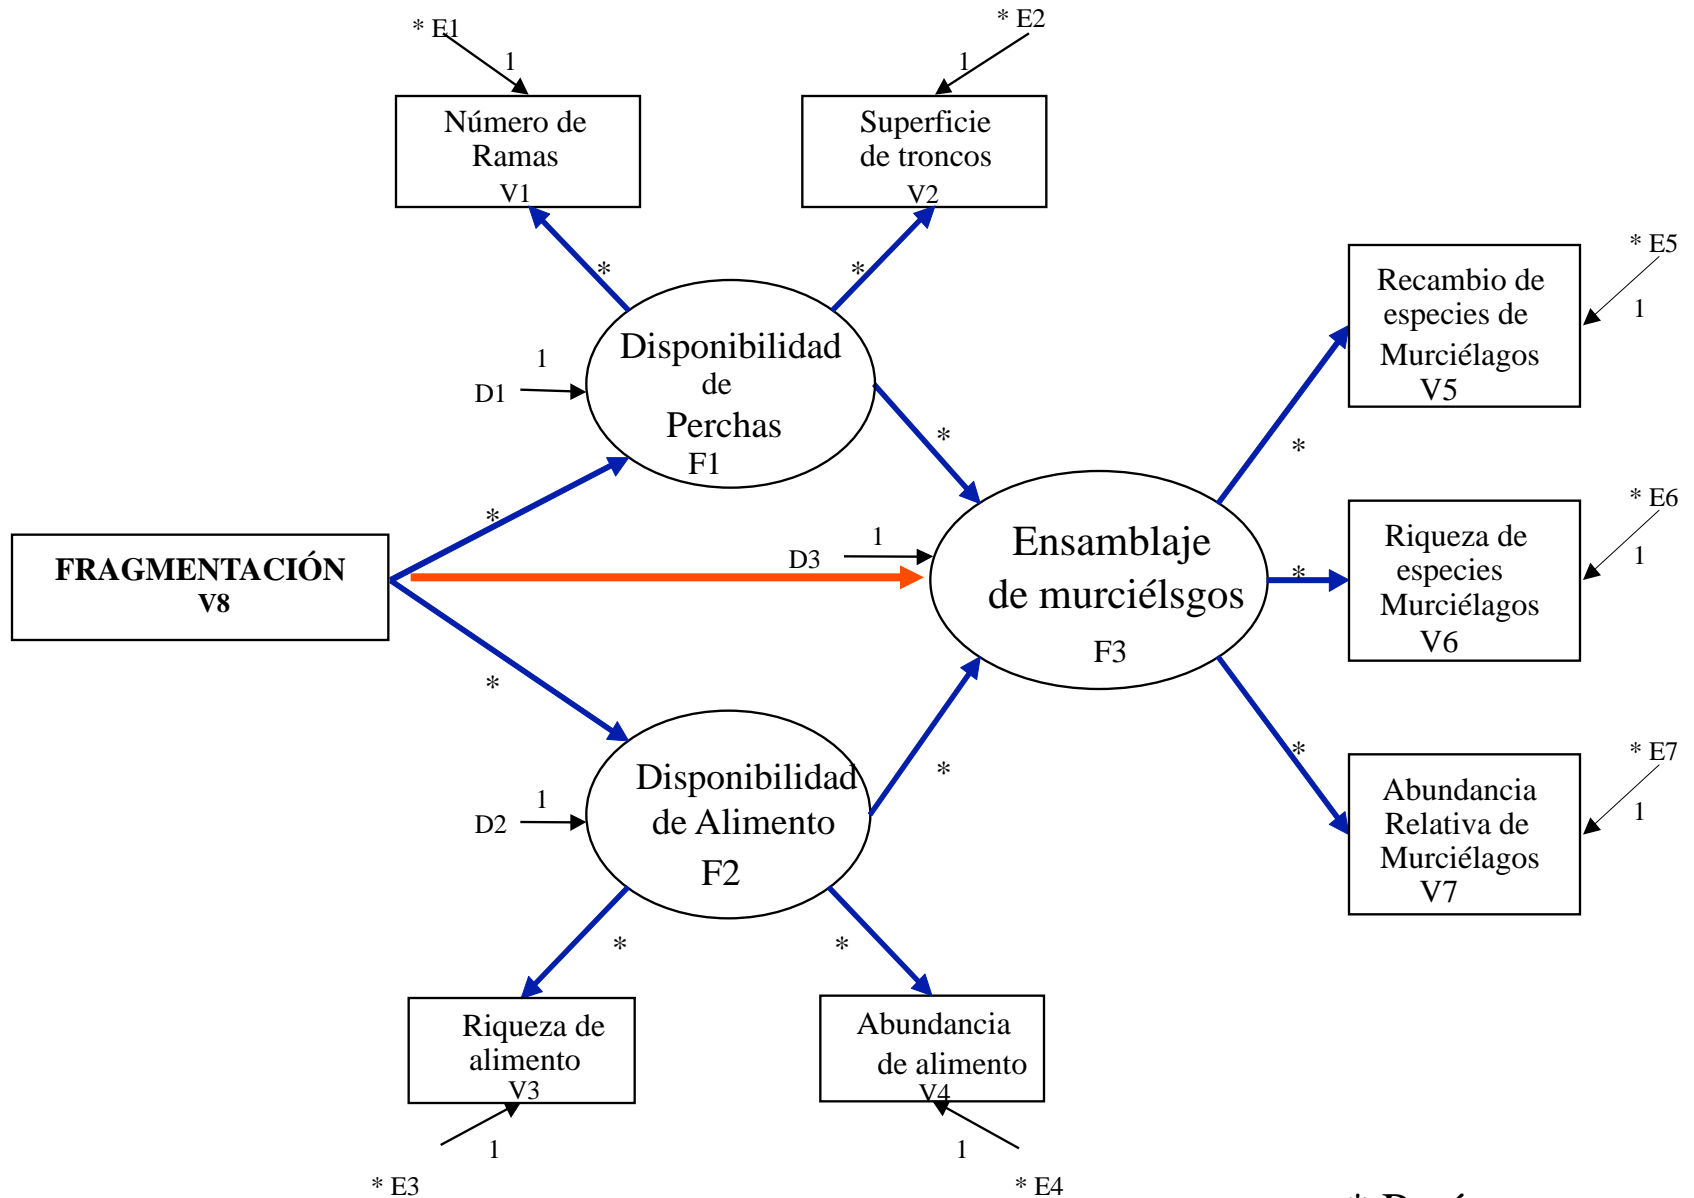 * E1
* E2
1
1
Número de
Ramas
V1
Superficie
de troncos
V2
* E5
1
Recambio de
especies de
Murciélagos
V5
*
*
Disponibilidad
de
Perchas
F1
1
D1
*
*
*
* E6
1
Riqueza de
especies
Murciélagos
V6
FRAGMENTACIÓN
V8
1
D3
Ensamblaje
de murciélsgos
F3
*
*
*
*
* E7
1
Abundancia
Relativa de
Murciélagos
V7
Disponibilidad
de Alimento
F2
1
D2
*
*
Riqueza de
alimento
V3
Abundancia
de alimento
V4
1
1
* E3
* E4